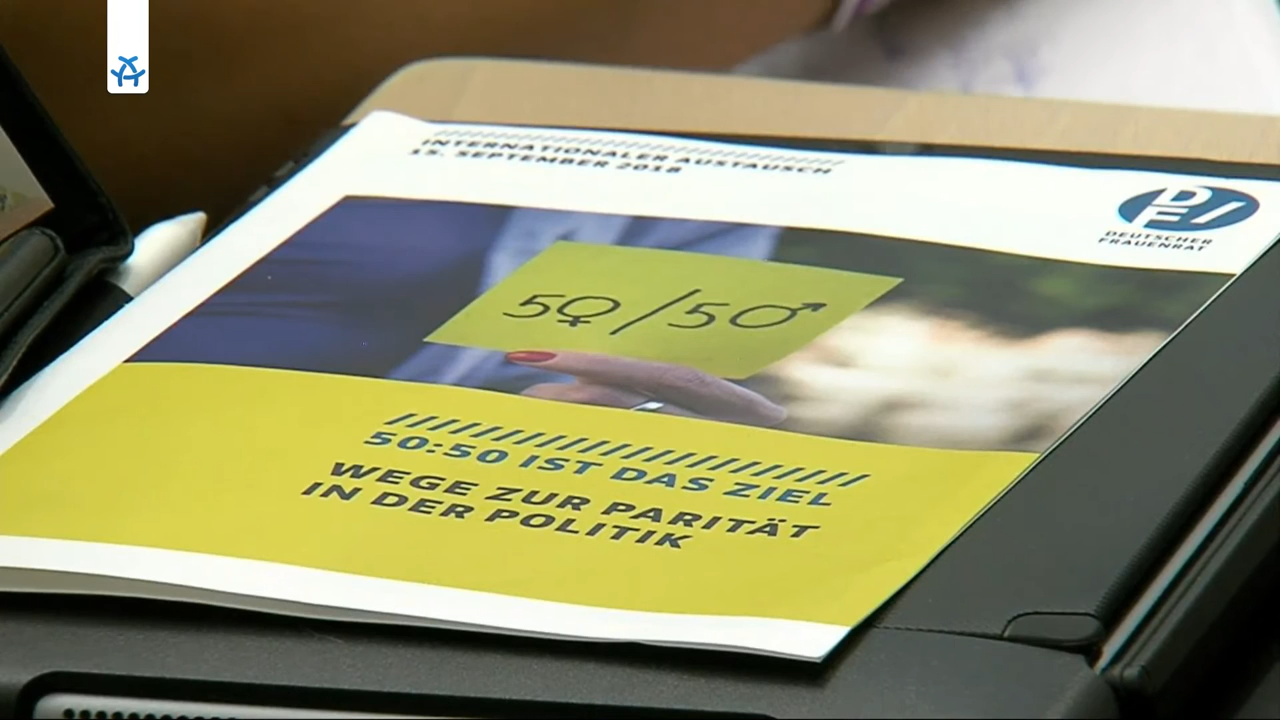 INTERNATIONALER AUSTAUSCH
15. SEPTEMBER 2018
DF
DEUTSCHER
FRAUENRAT
50♀/50♂
50:50 IST DAS ZIEL
WEGE ZUR PARITÄT
IN DER POLITIK